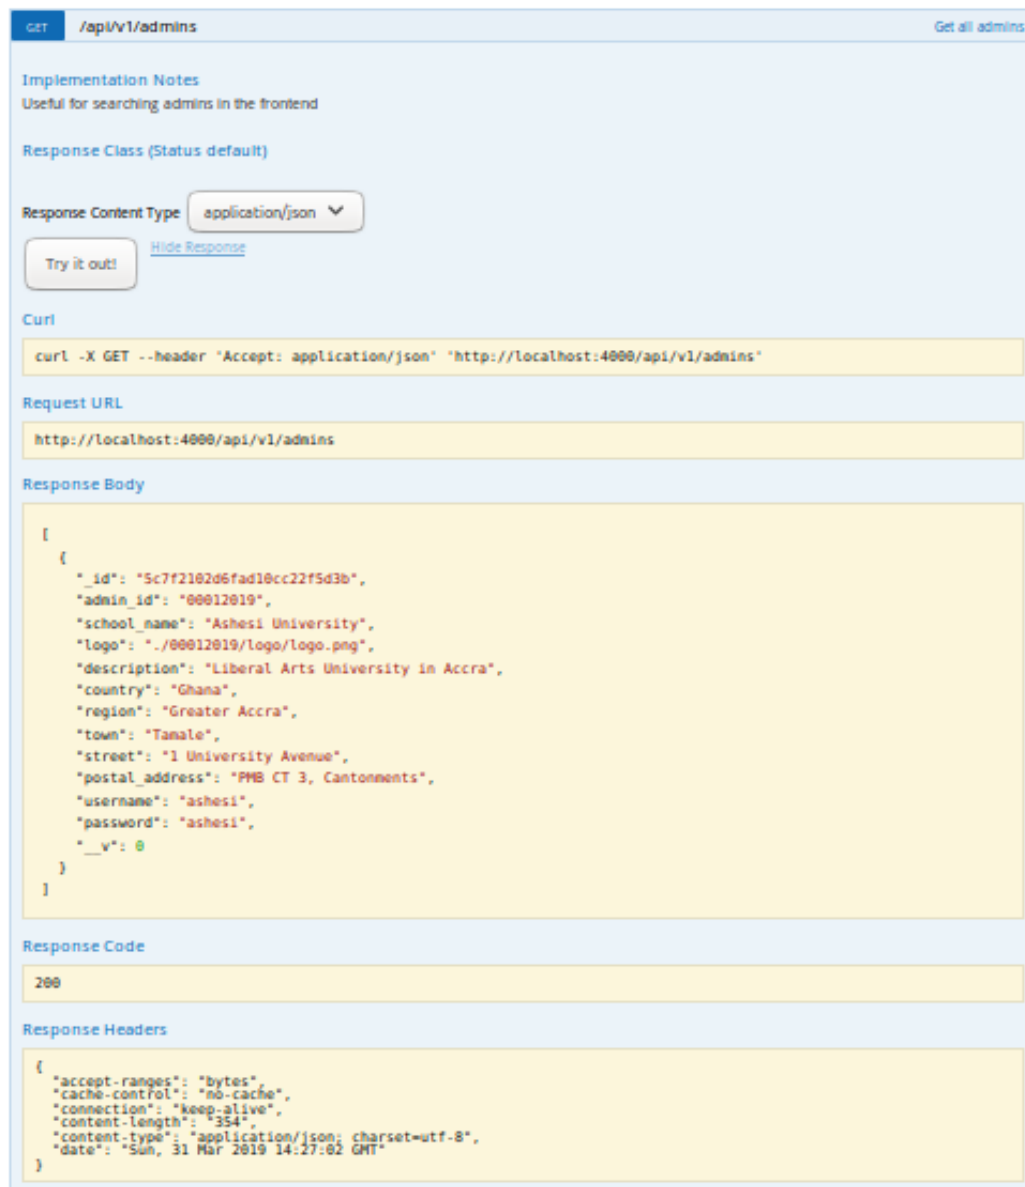 GET /api/v1/admins Get all admins
Implementation Notes
Useful for searching admins in the frontend
Response Class (Status default)
Response Content Type application/json
Try it out! Hide Response
Curl
curl -X GET --header 'Accept: application/json' 'http://localhost:4000/api/v1/admins'
Request URL
http://localhost:4000/api/v1/admins
Response Body
[
{
"_id": "5c7f2102d6fad10cc22f5d3b",
"admin_id": "00012019",
"school_name": "Ashesi University",
"logo": "./00012019/logo/logo.png",
"description": "Liberal Arts University in Accra",
"country": "Ghana",
"region": "Greater Accra",
"town": "Tamale",
"street": "1 University Avenue",
"postal_address": "PMB CT 3, Cantonments",
"username": "ashesi",
"password": "ashesi",
"__v": 0
}
]
Response Code
200
Response Headers
{
"accept-ranges": "bytes",
"cache-control": "no-cache",
"connection": "keep-alive",
"content-length": "354",
"content-type": "application/json; charset=utf-8",
"date": "Sun, 31 Mar 2019 14:27:02 GMT"
}